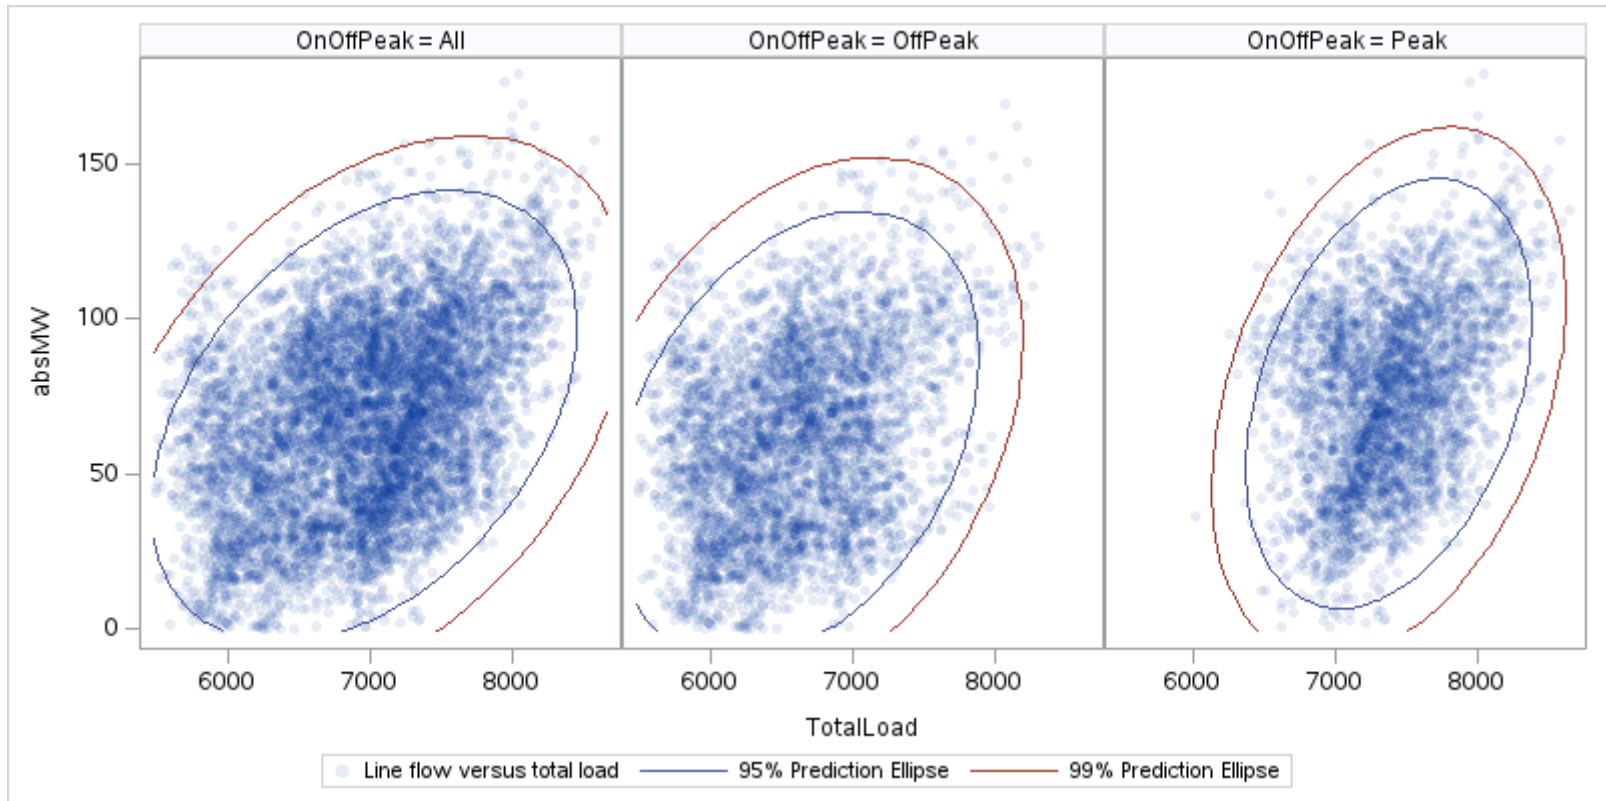 OnOffPeak = All
OnOffPeak = OffPeak
OnOffPeak = Peak
absMW
150
100
50
0
6000
7000
8000
6000
7000
8000
6000
7000
8000
TotalLoad
Line flow versus total load
95% Prediction Ellipse
99% Prediction Ellipse